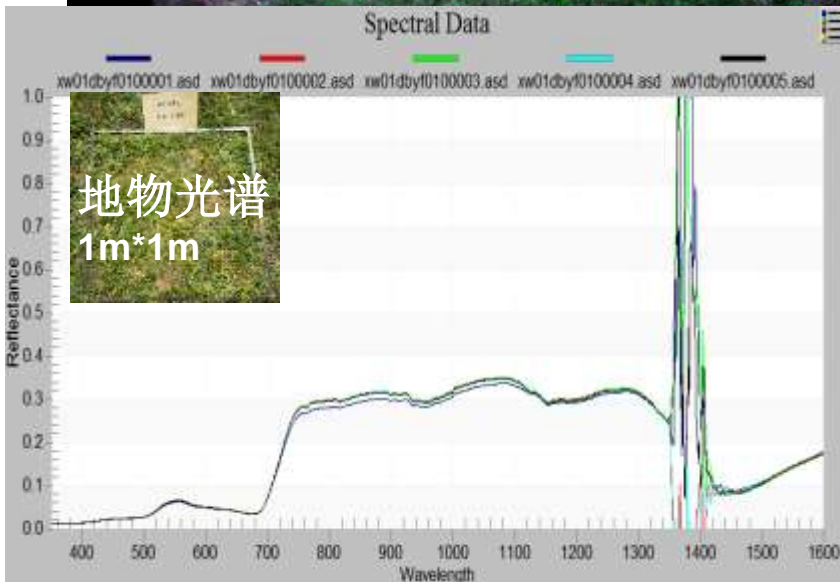 Spectral Data
xw01dbyf0100001.asd xw01dbyf0100002.asd xw01dbyf0100003.asd xw01dbyf0100004.asd xw01dbyf0100005.asd
Reflectance
1.0
0.9
0.8
0.7
0.6
0.5
0.4
0.3
0.2
0.1
0.0
地物光谱
1m*1m
400 500 600 700 800 900 1000 1100 1200 1300 1400 1500 1600
Wavelength